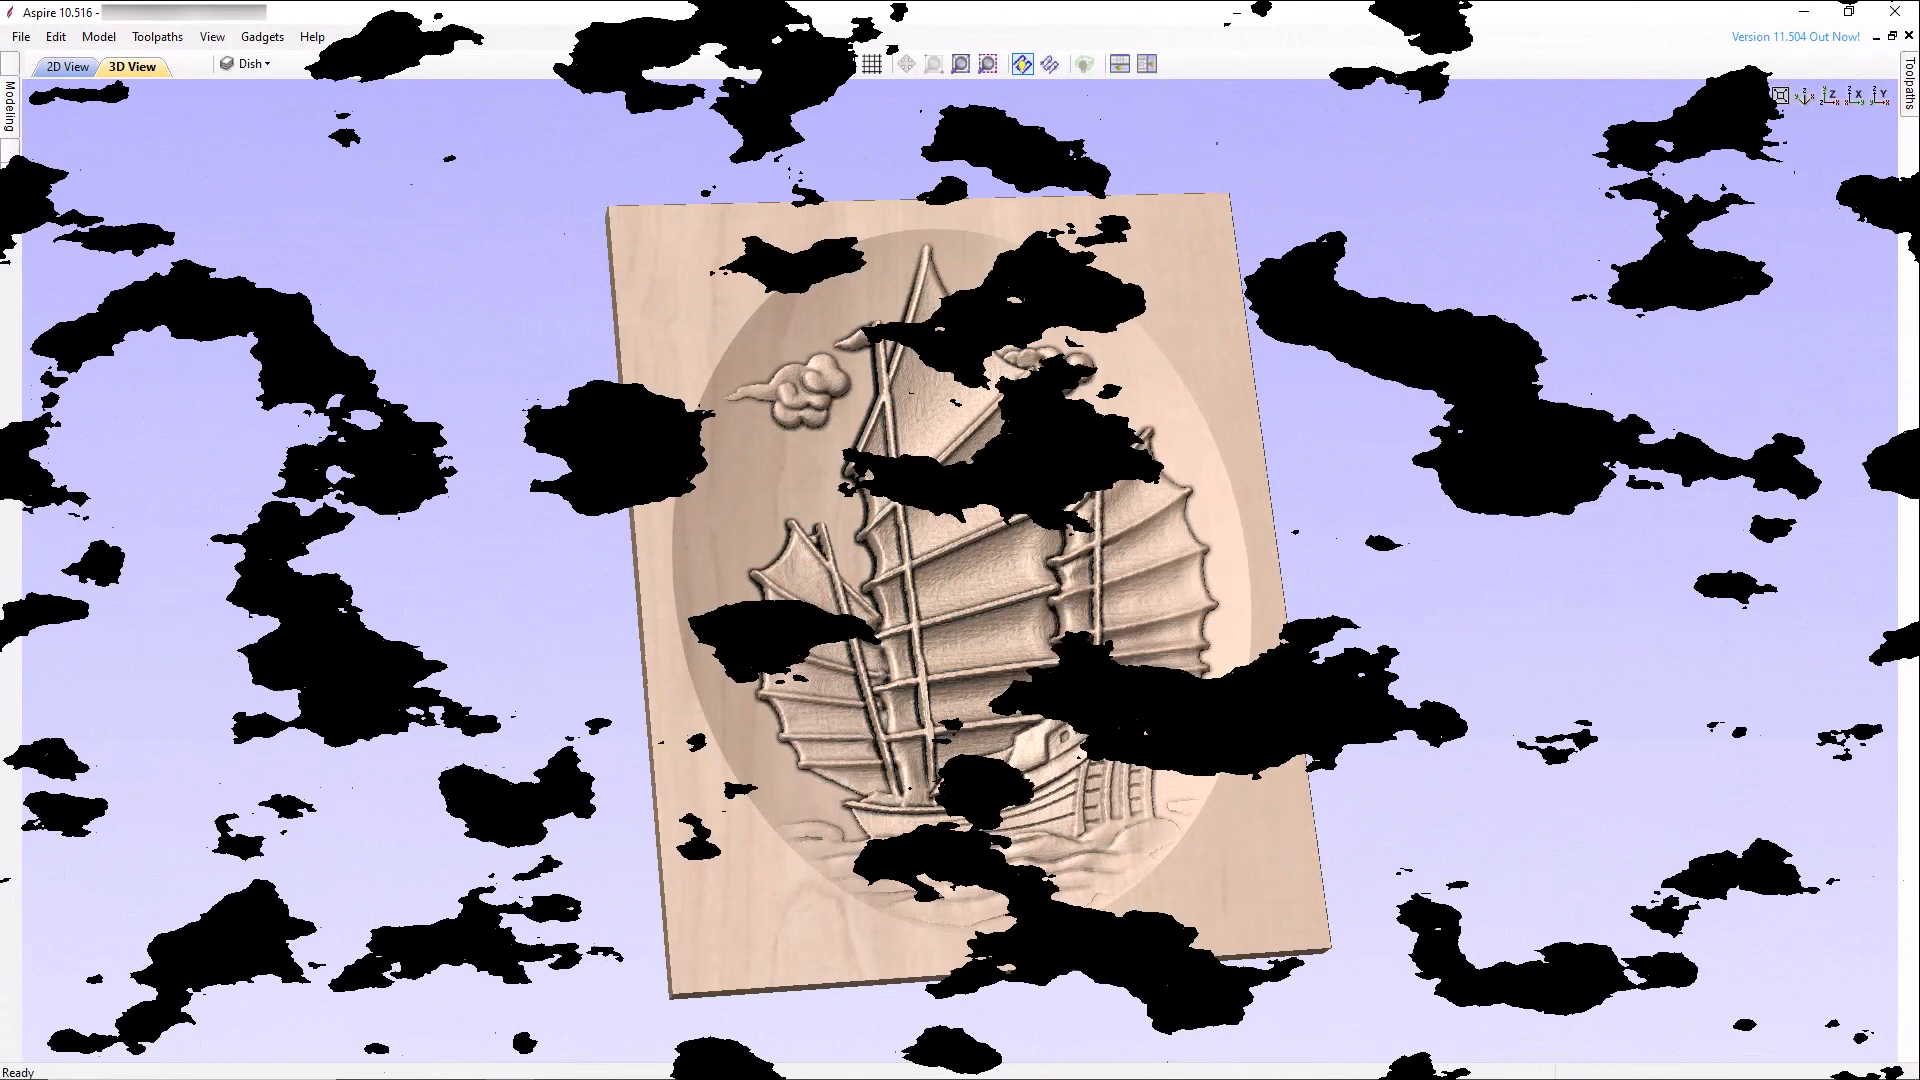 Aspire 10.516 -
File Edit Model Toolpaths View Gadgets Help
Version 11.504 Out Now!
2D View 3D View Dish
Modeling
Toolpaths
Z X Y
Ready